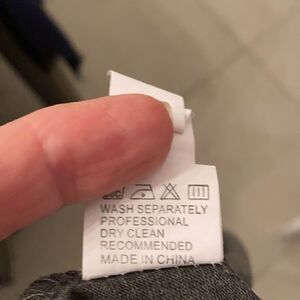 WASH SEPARATELY
PROFESSIONAL
DRY CLEAN
RECOMMENDED
MADE IN CHINA